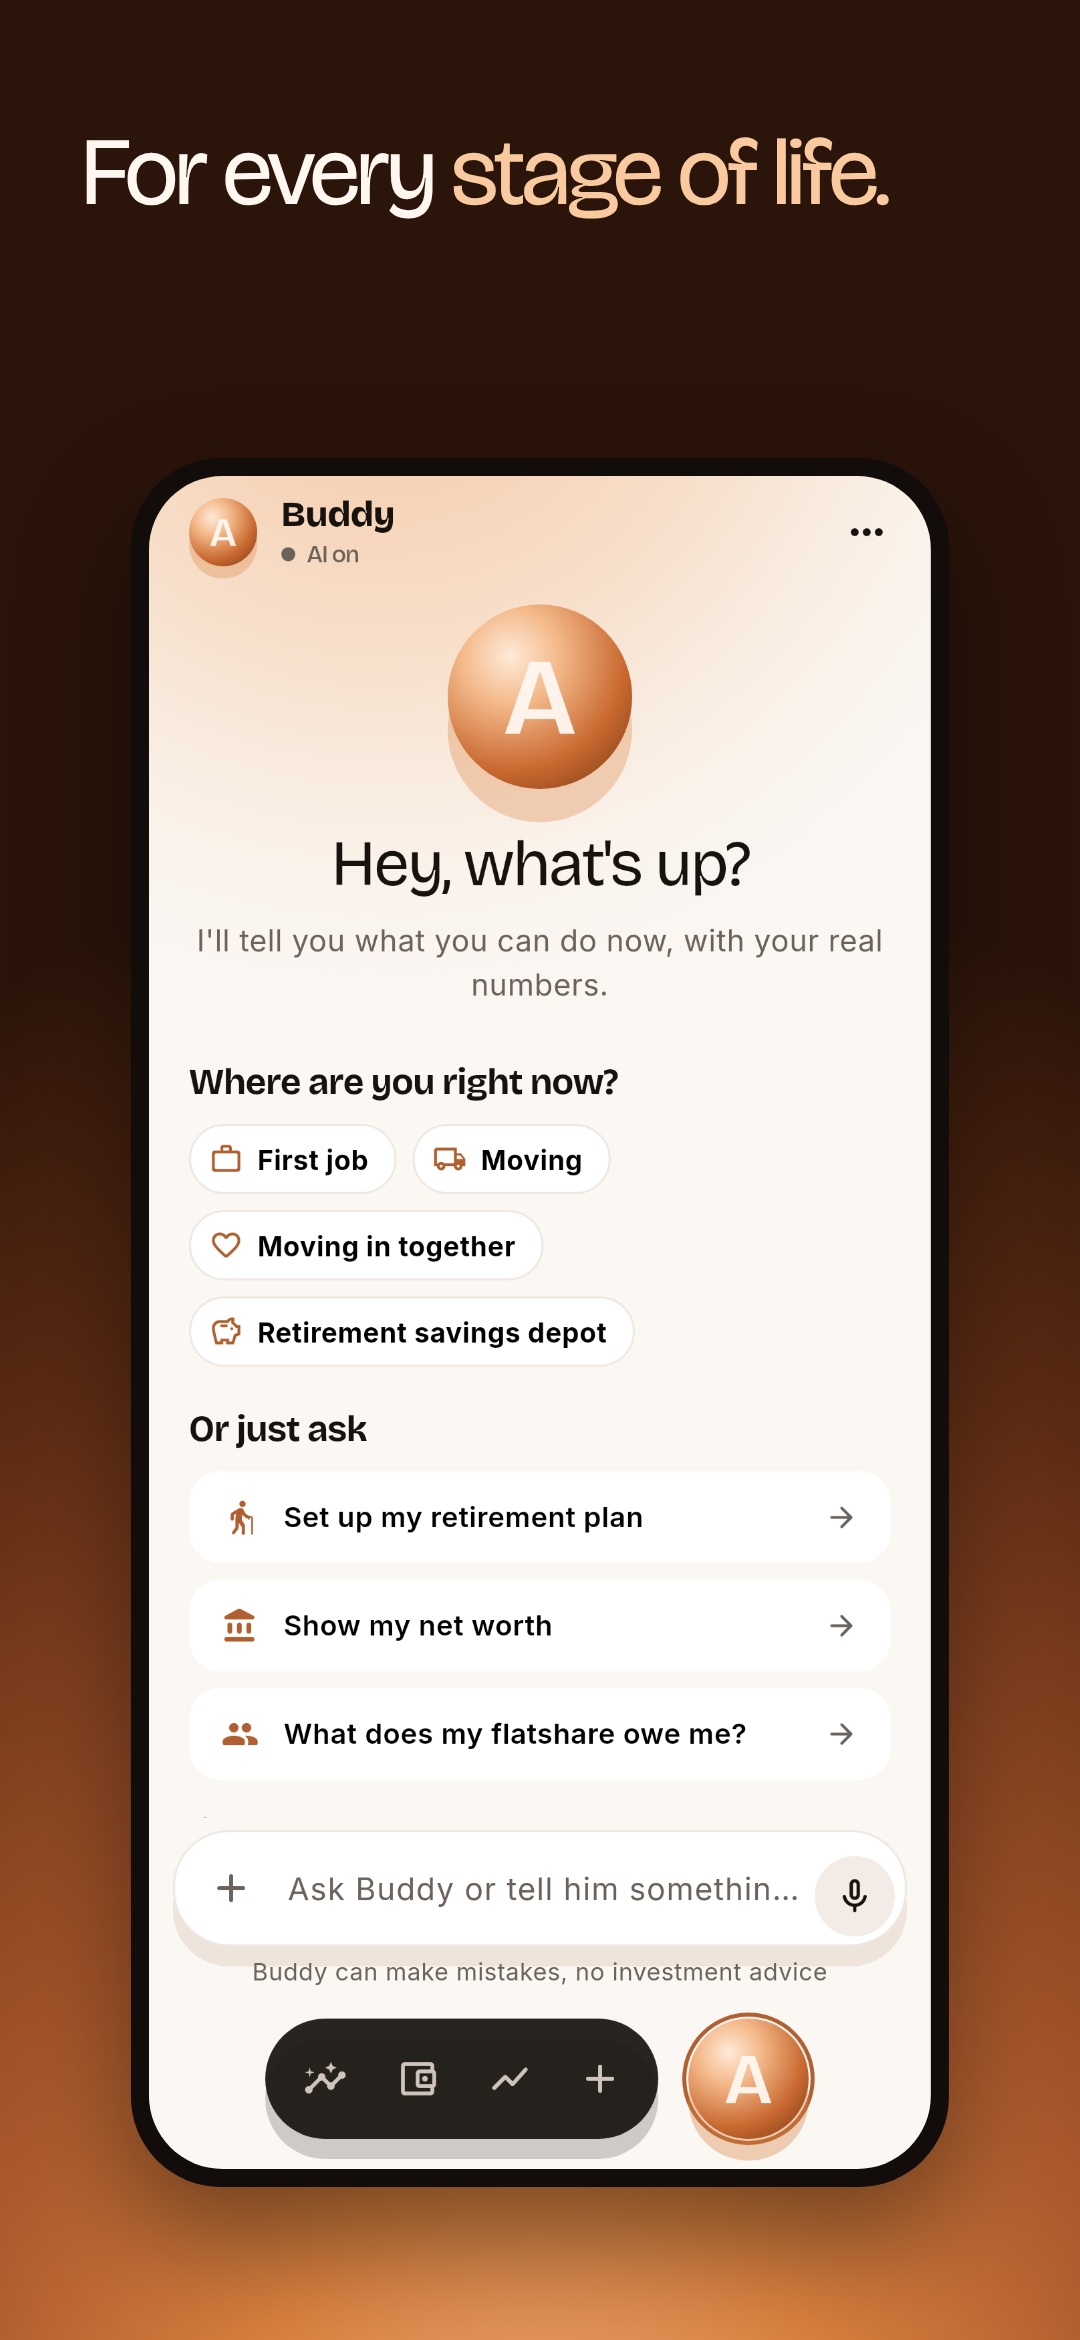 For every stage of life.
A
Buddy
AI on
A
Hey, what's up?
I'll tell you what you can do now, with your real
numbers.
Where are you right now?
First job
Moving
Moving in together
Retirement savings depot
Or just ask
Set up my retirement plan
Show my net worth
What does my flatshare owe me?
Ask Buddy or tell him somethin...
Buddy can make mistakes, no investment advice
A